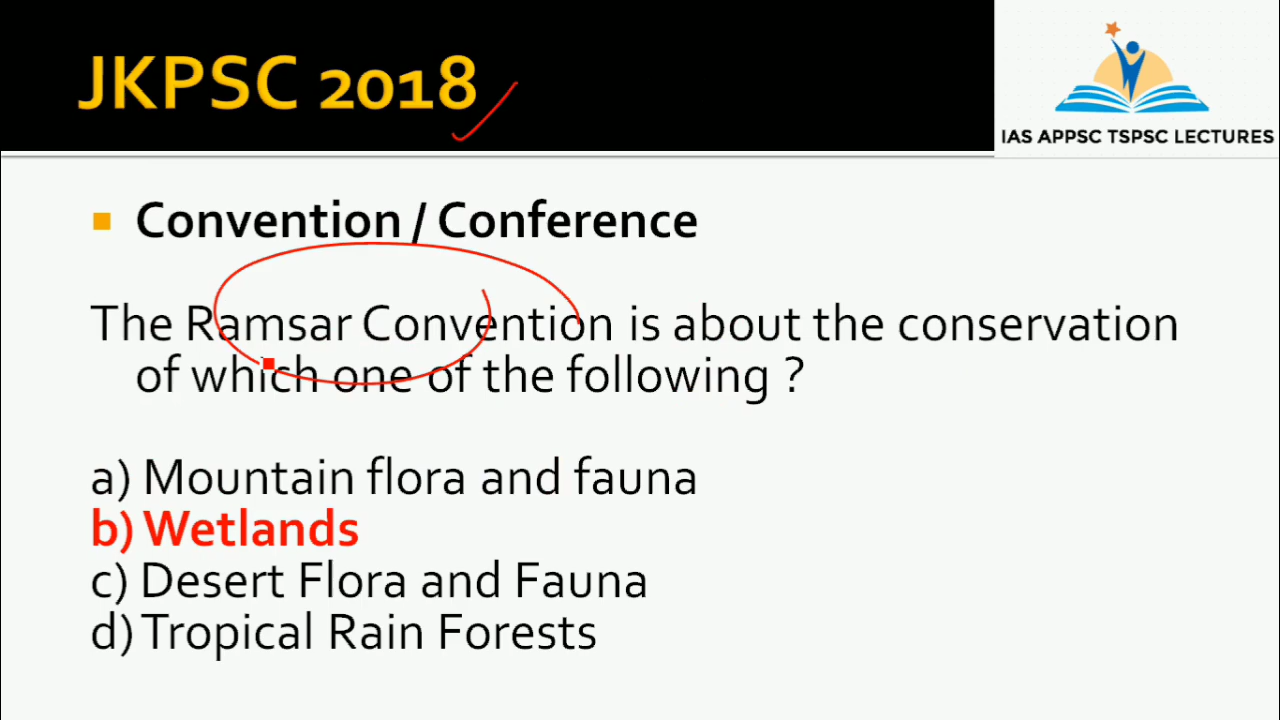 JKPSC 2018
IAS APPSC TSPSC LECTURES
Convention / Conference
The Ramsar Convention is about the conservation
of which one of the following ?
a) Mountain flora and fauna
b) Wetlands
c) Desert Flora and Fauna
d) Tropical Rain Forests